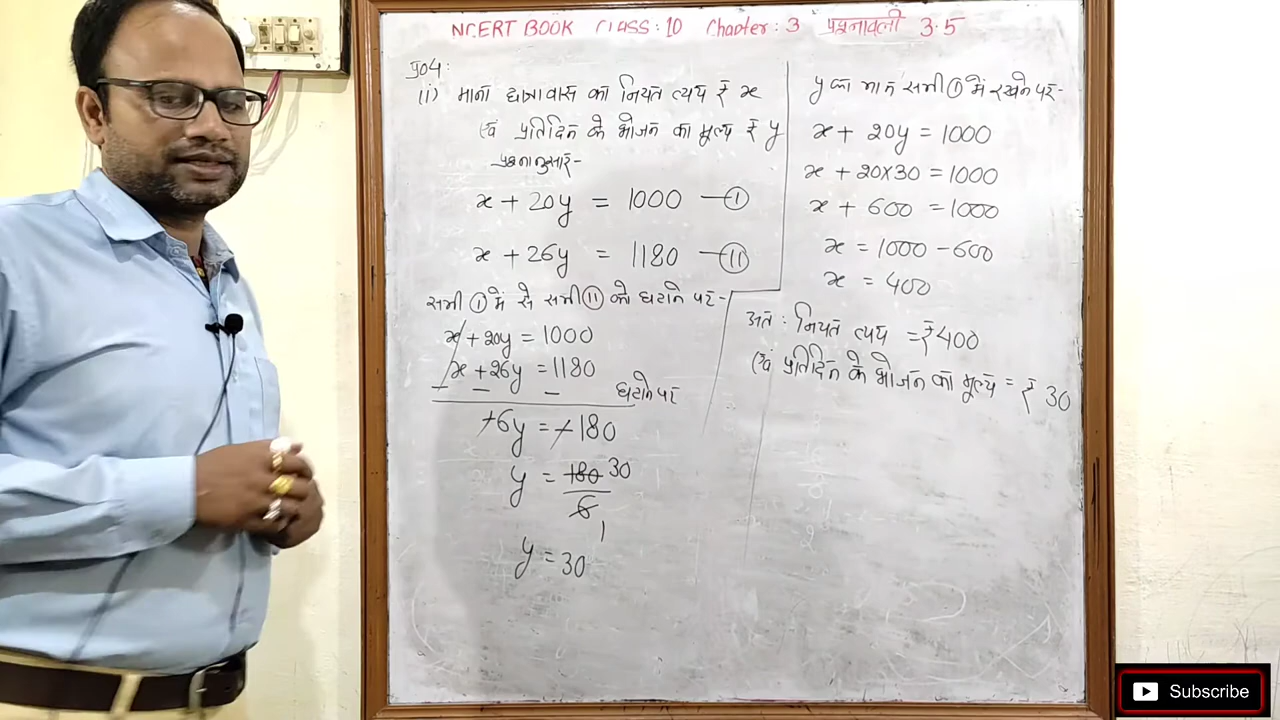 NCERT BOOK CLASS:10 Chapter:3 प्रश्नावली 3.5
प्र04:
(i) माना छात्रावास का नियत व्यय ₹ x
एवं प्रतिदिन के भोजन का मूल्य ₹ y
प्रश्नानुसार-
x + 20y = 1000 —(I)
x + 26y = 1180 —(II)
समी (I) में से समी (II) को घटाने पर-
x + 20y = 1000
x + 26y = 1180
- - - घटाने पर
-6y = -180
y = 180 30
6 1
y = 30
y का मान समी (I) में रखने पर-
x + 20y = 1000
x + 20×30 = 1000
x + 600 = 1000
x = 1000 - 600
x = 400
अतः नियत व्यय = ₹ 400
एवं प्रतिदिन के भोजन का मूल्य = ₹ 30
Subscribe